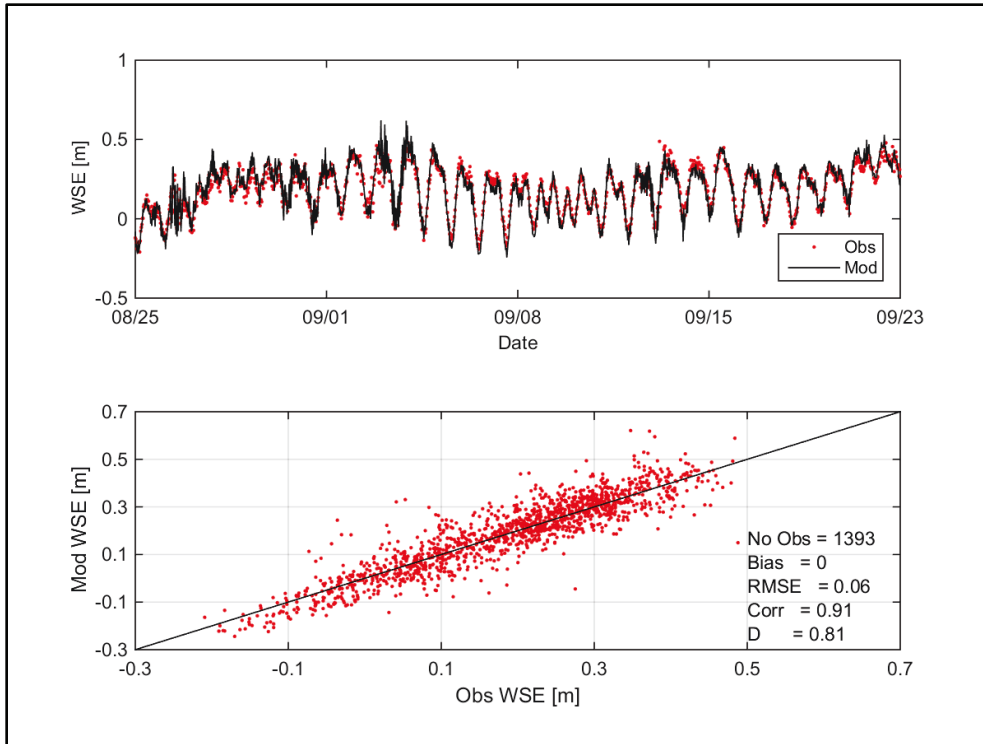 1
0.5
0
-0.5
WSE [m]
Obs
Mod
08/25 09/01 09/08 09/15 09/23
Date
0.7
0.5
0.3
0.1
-0.1
-0.3
Mod WSE [m]
No Obs = 1393
Bias = 0
RMSE = 0.06
Corr = 0.91
D = 0.81
-0.3 -0.1 0.1 0.3 0.5 0.7
Obs WSE [m]